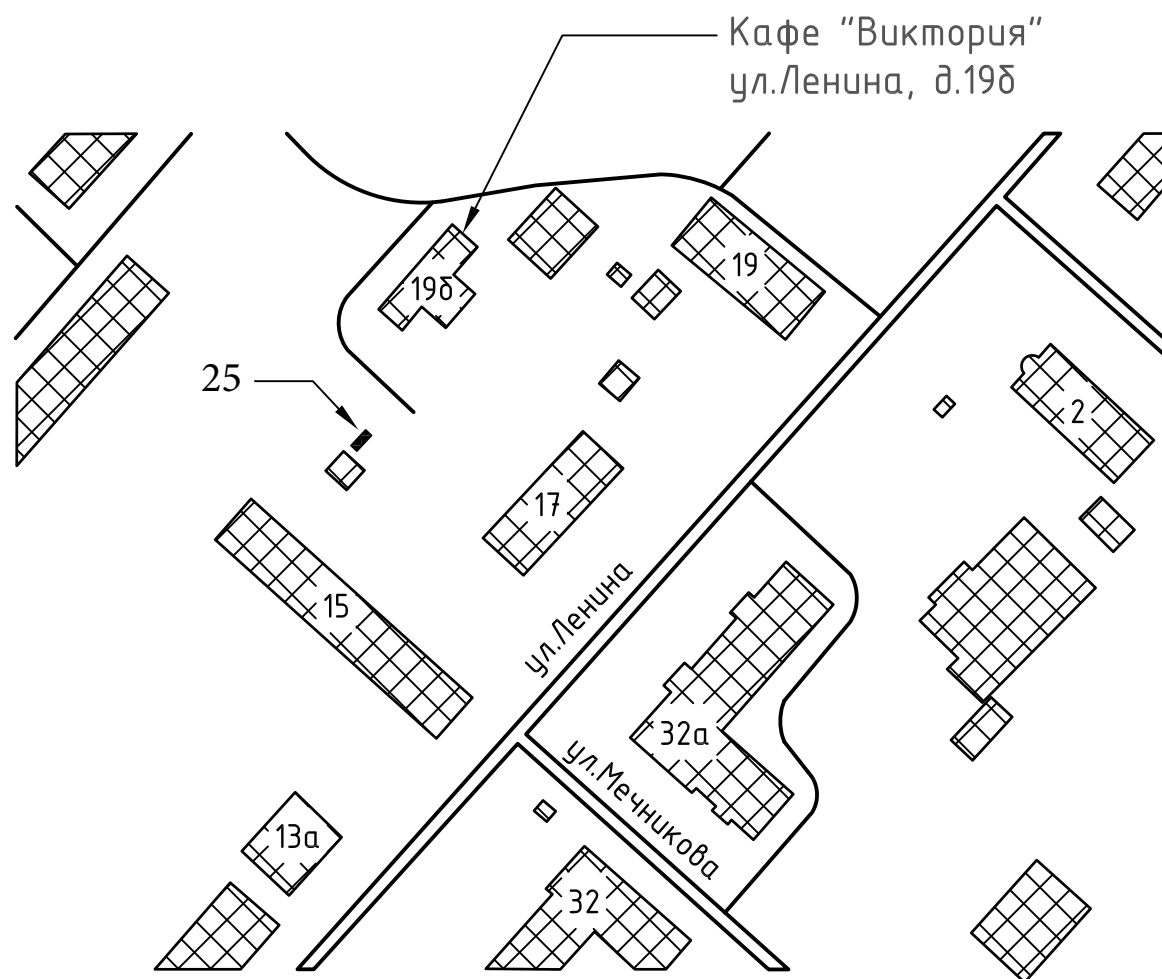 Кафе "Виктория"
ул.Ленина, д.19б
19
19б
25
2
17
15
ул.Ленина
32а
ул.Мечникова
13а
32